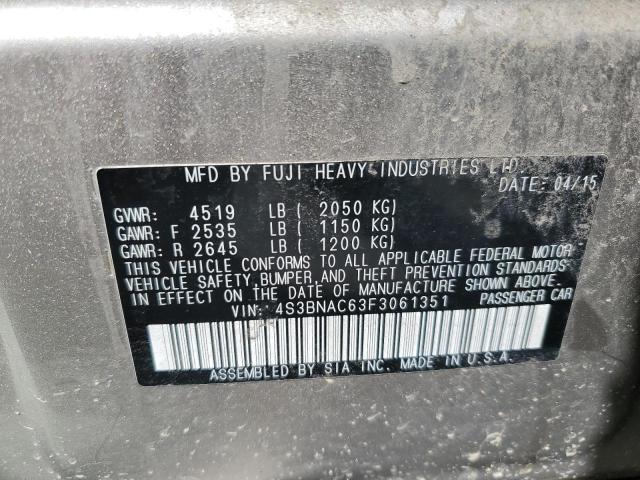 MFD BY FUJI HEAVY INDUSTRIES LTD.
DATE: 04/15
GVWR: 4519 LB ( 2050 KG)
GAWR: F 2535 LB ( 1150 KG)
GAWR: R 2645 LB ( 1200 KG)
THIS VEHICLE CONFORMS TO ALL APPLICABLE FEDERAL MOTOR
VEHICLE SAFETY, BUMPER, AND THEFT PREVENTION STANDARDS
IN EFFECT ON THE DATE OF MANUFACTURE SHOWN ABOVE.
VIN: 4S3BNAC63F3061351 PASSENGER CAR
ASSEMBLED BY SIA INC. MADE IN U.S.A.